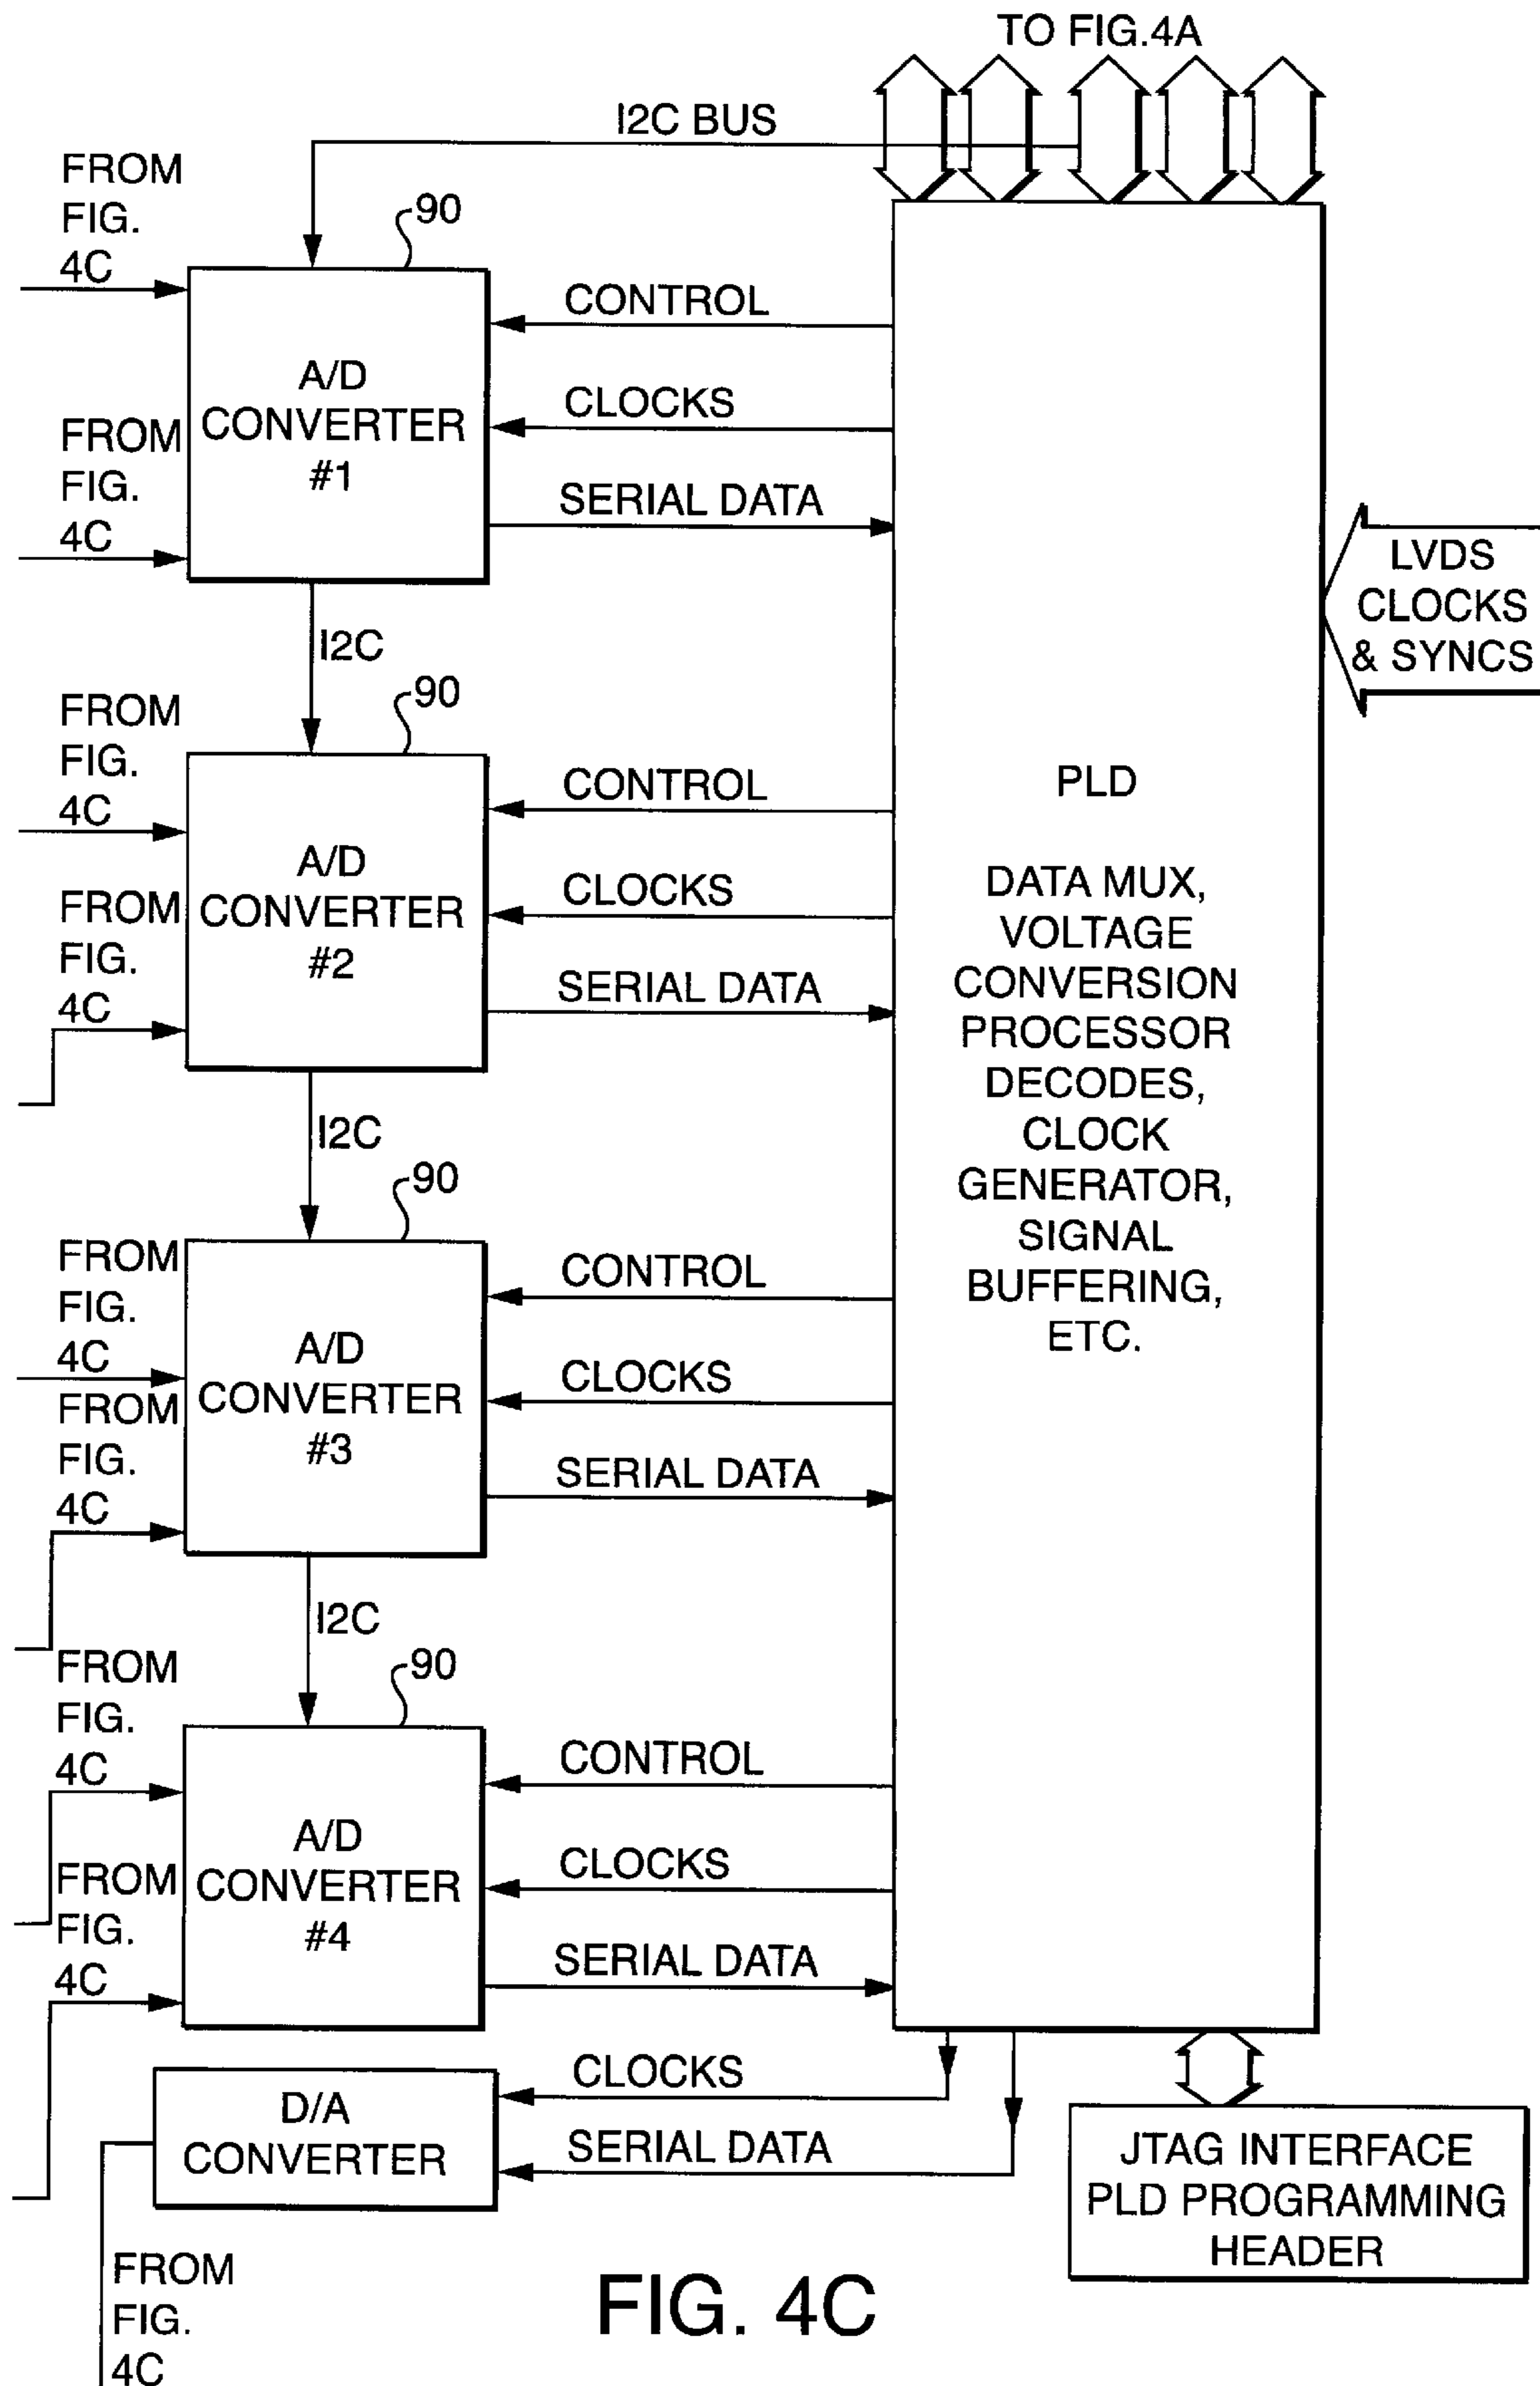 TO FIG.4A
I2C BUS
FROM
FIG.
4C
90
CONTROL
A/D
CONVERTER
#1
CLOCKS
FROM
FIG.
4C
SERIAL DATA
LVDS
CLOCKS
& SYNCS
I2C
90
FROM
FIG.
4C
CONTROL
A/D
CONVERTER
#2
CLOCKS
FROM
FIG.
4C
SERIAL DATA
PLD
DATA MUX,
VOLTAGE
CONVERSION
PROCESSOR
DECODES,
CLOCK
GENERATOR,
SIGNAL
BUFFERING,
ETC.
I2C
90
FROM
FIG.
4C
CONTROL
A/D
CONVERTER
#3
CLOCKS
FROM
FIG.
4C
SERIAL DATA
I2C
90
FROM
FIG.
4C
CONTROL
A/D
CONVERTER
#4
CLOCKS
FROM
FIG.
4C
SERIAL DATA
CLOCKS
D/A
CONVERTER
SERIAL DATA
JTAG INTERFACE
PLD PROGRAMMING
HEADER
FROM
FIG.
4C
FIG. 4C